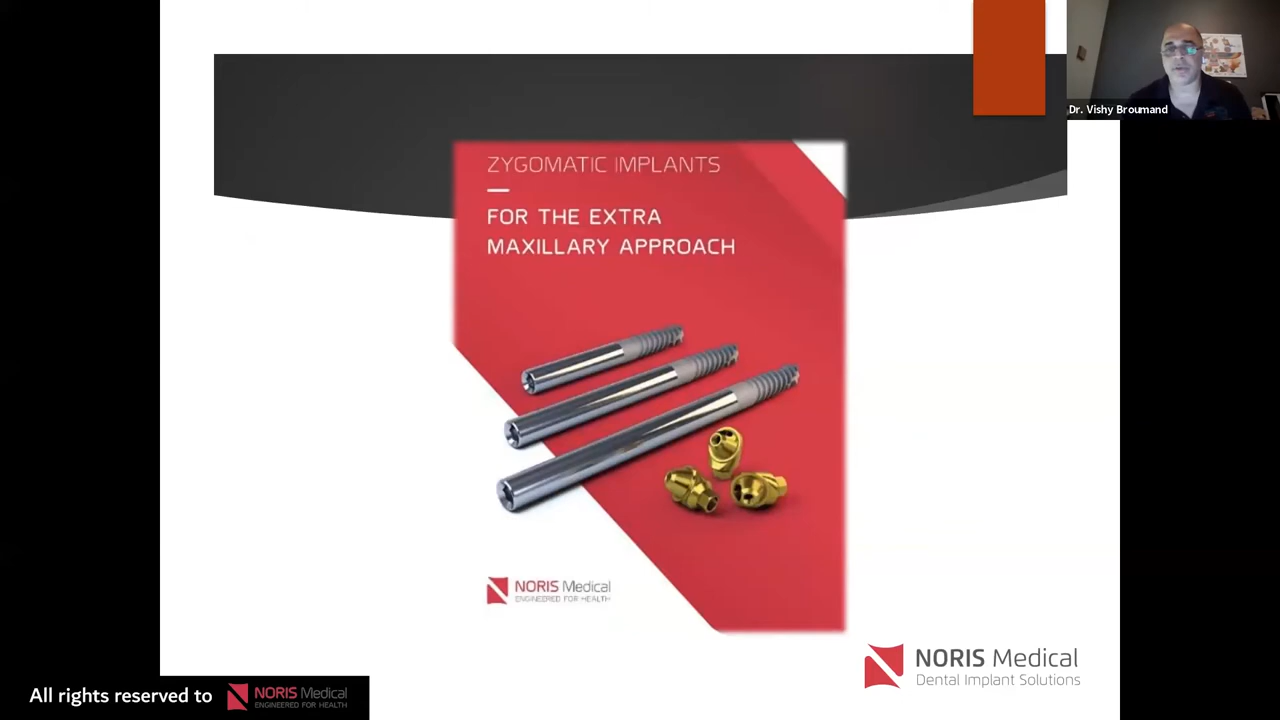 Dr. Vishy Broumand
ZYGOMATIC IMPLANTS
FOR THE EXTRA
MAXILLARY APPROACH
NORIS Medical
ENGINEERED FOR HEALTH
NORIS Medical
Dental Implant Solutions
All rights reserved to
NORIS Medical
ENGINEERED FOR HEALTH